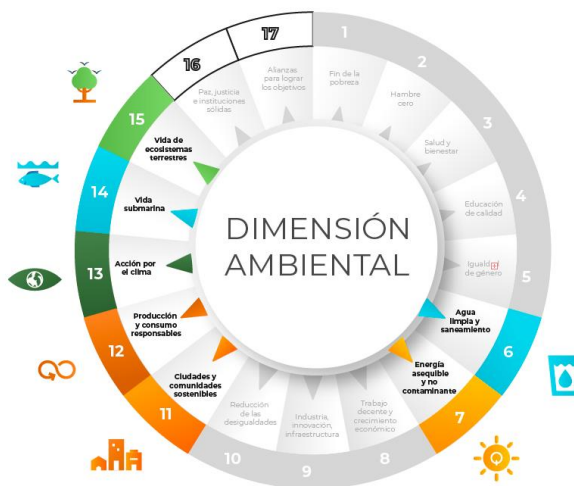 DIMENSIÓN
AMBIENTAL
1
Fin de la
pobreza
2
Hambre
cero
3
Salud y
bienestar
4
Educación
de calidad
5
de género
6
Agua
limpia y
saneamiento
7
Energía
asequible
y no
contaminante
8
Trabajo
decente y
crecimiento
económico
9
Industria,
innovación,
infraestructura
10
Reducción
de las
desigualdades
11
Ciudades y
comunidades
sostenibles
12
Producción
y consumo
responsables
13
Acción por
el clima
14
Vida
submarina
15
Vida de
ecosistemas
terrestres
16
Paz, justicia
e instituciones
sólidas
17
Alianzas
para lograr
los objetivos